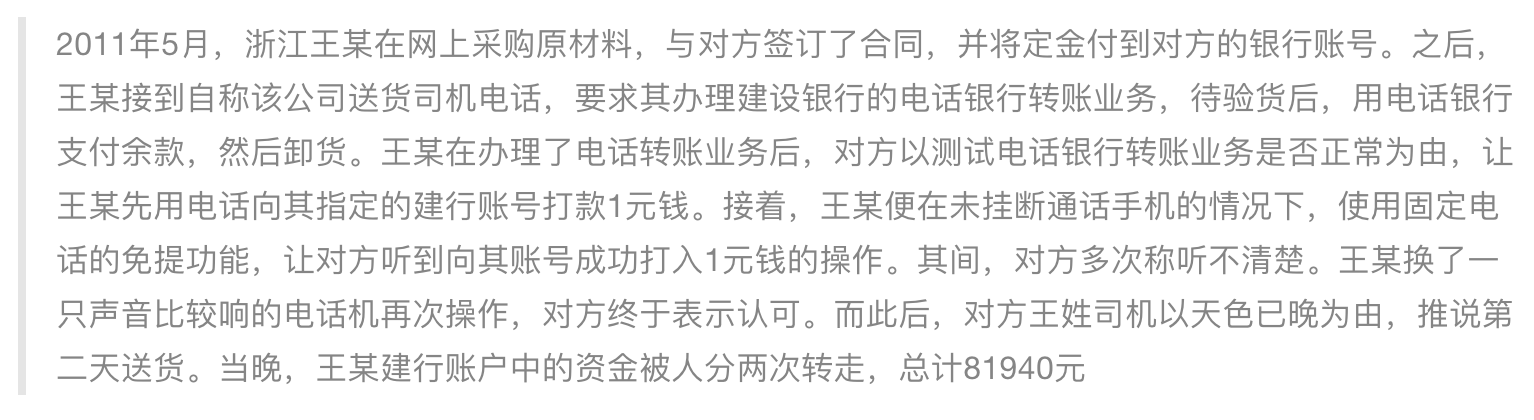 2011年5月，浙江王某在网上采购原材料，与对方签订了合同，并将定金付到对方的银行账号。之后，
王某接到自称该公司送货司机电话，要求其办理建设银行的电话银行转账业务，待验货后，用电话银行
支付余款，然后卸货。王某在办理了电话转账业务后，对方以测试电话银行转账业务是否正常为由，让
王某先用电话向其指定的建行账号打款1元钱。接着，王某便在未挂断通话手机的情况下，使用固定电
话的免提功能，让对方听到向其账号成功打入1元钱的操作。其间，对方多次称听不清楚。王某换了一
只声音比较响的电话机再次操作，对方终于表示认可。而此后，对方王姓司机以天色已晚为由，推说第
二天送货。当晚，王某建行账户中的资金被人分两次转走，总计81940元